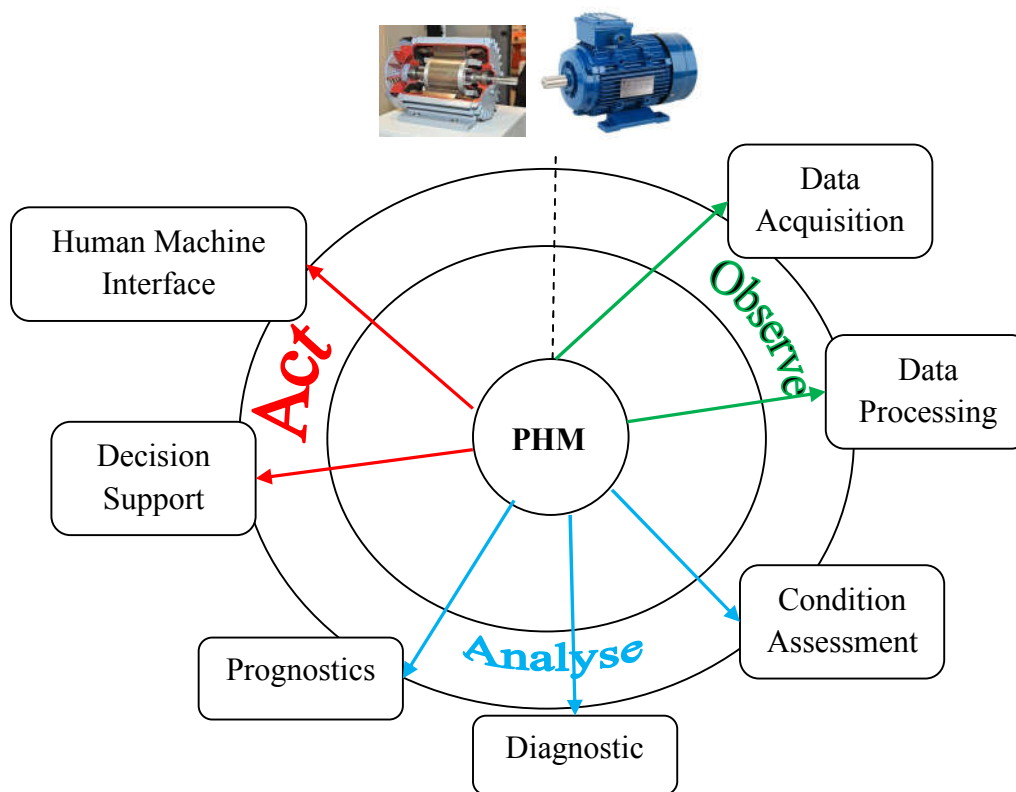 Data
Acquisition
Human Machine
Interface
Observe
Act
Data
Processing
PHM
Decision
Support
Condition
Assessment
Analyse
Prognostics
Diagnostic